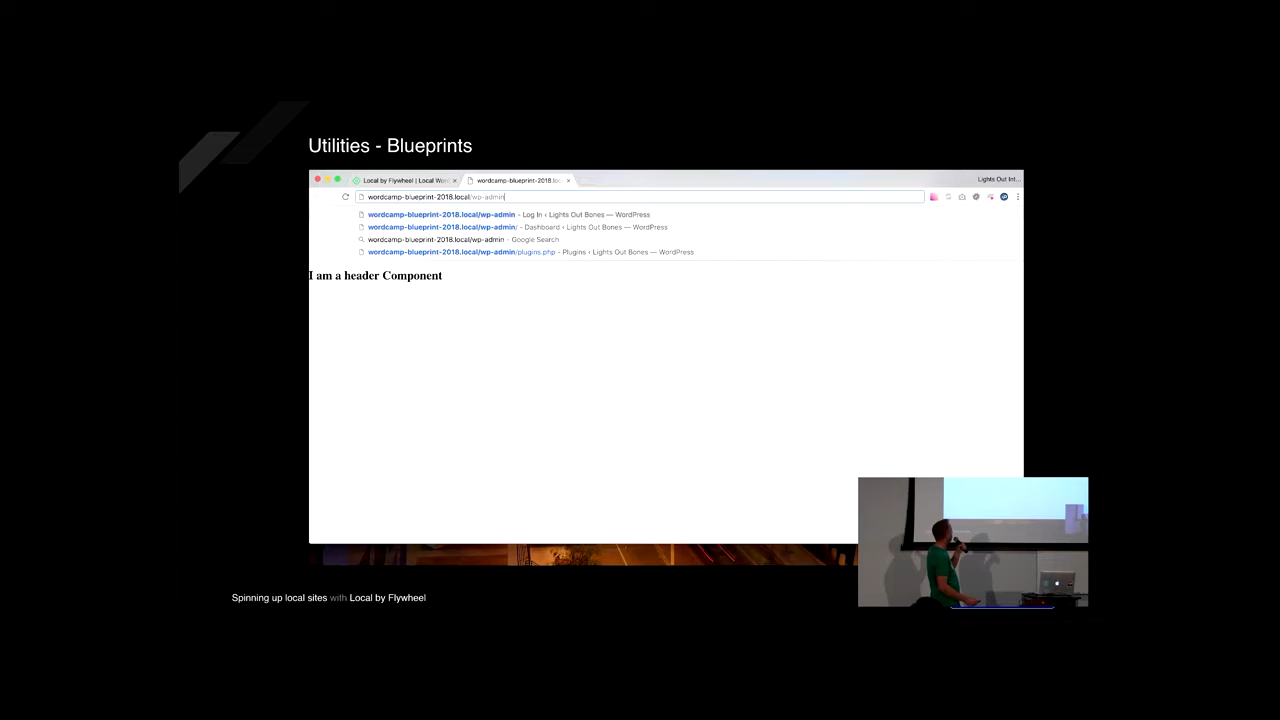 Utilities - Blueprints
Local by Flywheel | Local Wor
wordcamp-blueprint-2018.loc
Lights Out Int...
wordcamp-blueprint-2018.local/wp-admin
wordcamp-blueprint-2018.local/wp-admin - Log In ‹ Lights Out Bones — WordPress
wordcamp-blueprint-2018.local/wp-admin/ - Dashboard ‹ Lights Out Bones — WordPress
wordcamp-blueprint-2018.local/wp-admin - Google Search
wordcamp-blueprint-2018.local/wp-admin/plugins.php - Plugins ‹ Lights Out Bones — WordPress
I am a header Component
Spinning up local sites with Local by Flywheel